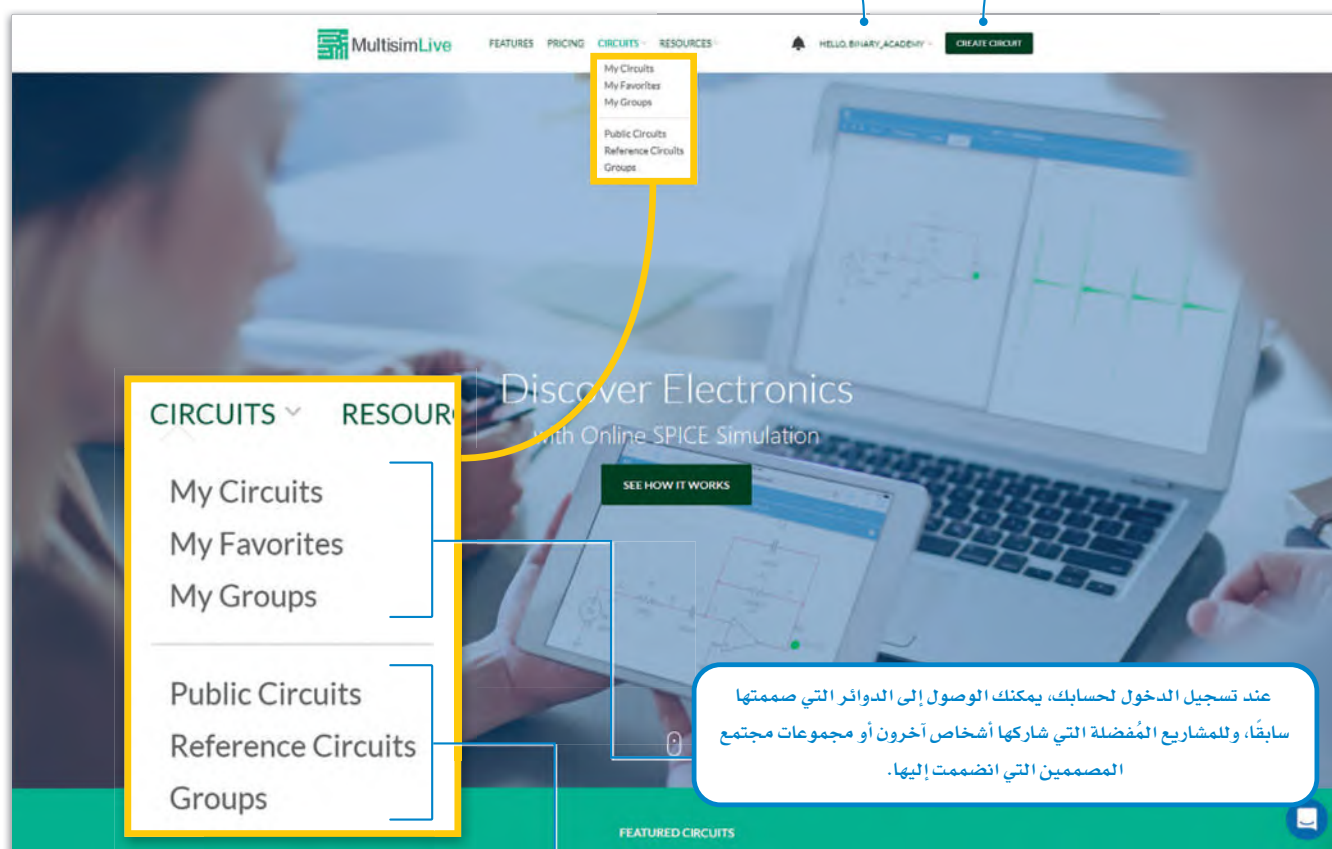 MultisimLive FEATURES PRICING CIRCUITS RESOURCES HELLO, BINARY_ACADEMY CREATE CIRCUIT
My Circuits
My Favorites
My Groups
Public Circuits
Reference Circuits
Groups
Discover Electronics
with Online SPICE Simulation
SEE HOW IT WORKS
CIRCUITS RESOUR
My Circuits
My Favorites
My Groups
Public Circuits
Reference Circuits
Groups
عند تسجيل الدخول لحسابك، يمكنك الوصول إلى الدوائر التي صممتها
سابقًا، وللمشاريع المُفضلة التي شاركها أشخاص آخرون أو مجموعات مجتمع
المصممين التي انضممت إليها.
FEATURED CIRCUITS